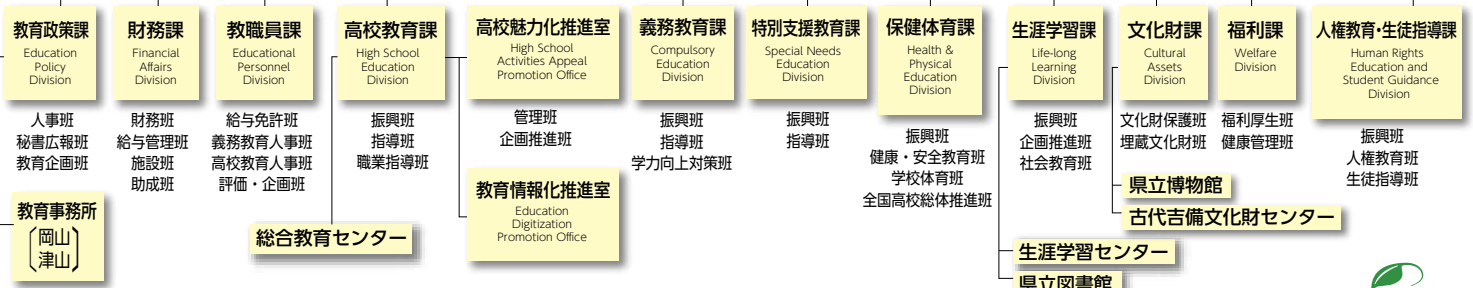 教育政策課
Education
Policy
Division
人事班
秘書広報班
教育企画班
教育事務所
岡山
津山
財務課
Financial
Affairs
Division
財務班
給与管理班
施設班
助成班
教職員課
Educational
Personnel
Division
給与免許班
義務教育人事班
高校教育人事班
評価・企画班
高校教育課
High School
Education
Division
振興班
指導班
職業指導班
総合教育センター
高校魅力化推進室
High School
Activities Appeal
Promotion Office
管理班
企画推進班
教育情報化推進室
Education
Digitization
Promotion Office
義務教育課
Compulsory
Education
Division
振興班
指導班
学力向上対策班
特別支援教育課
Special Needs
Education
Division
振興班
指導班
保健体育課
Health &
Physical
Education
Division
振興班
健康・安全教育班
学校体育班
全国高校総体推進班
生涯学習課
Life-long
Learning
Division
振興班
企画推進班
社会教育班
生涯学習センター
県立図書館
文化財課
Cultural
Assets
Division
文化財保護班
埋蔵文化財班
県立博物館
古代吉備文化財センター
福利課
Welfare
Division
福利厚生班
健康管理班
人権教育・生徒指導課
Human Rights
Education and
Student Guidance
Division
振興班
人権教育班
生徒指導班